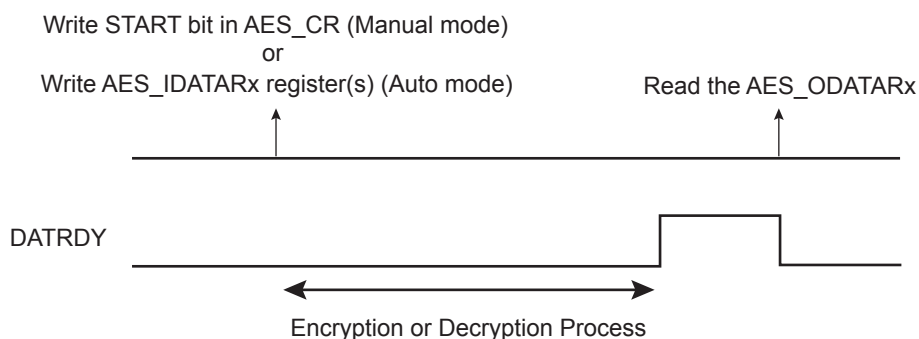 Write START bit in AES_CR (Manual mode)
or
Write AES_IDATARx register(s) (Auto mode)
Read the AES_ODATARx
DATRDY
Encryption or Decryption Process